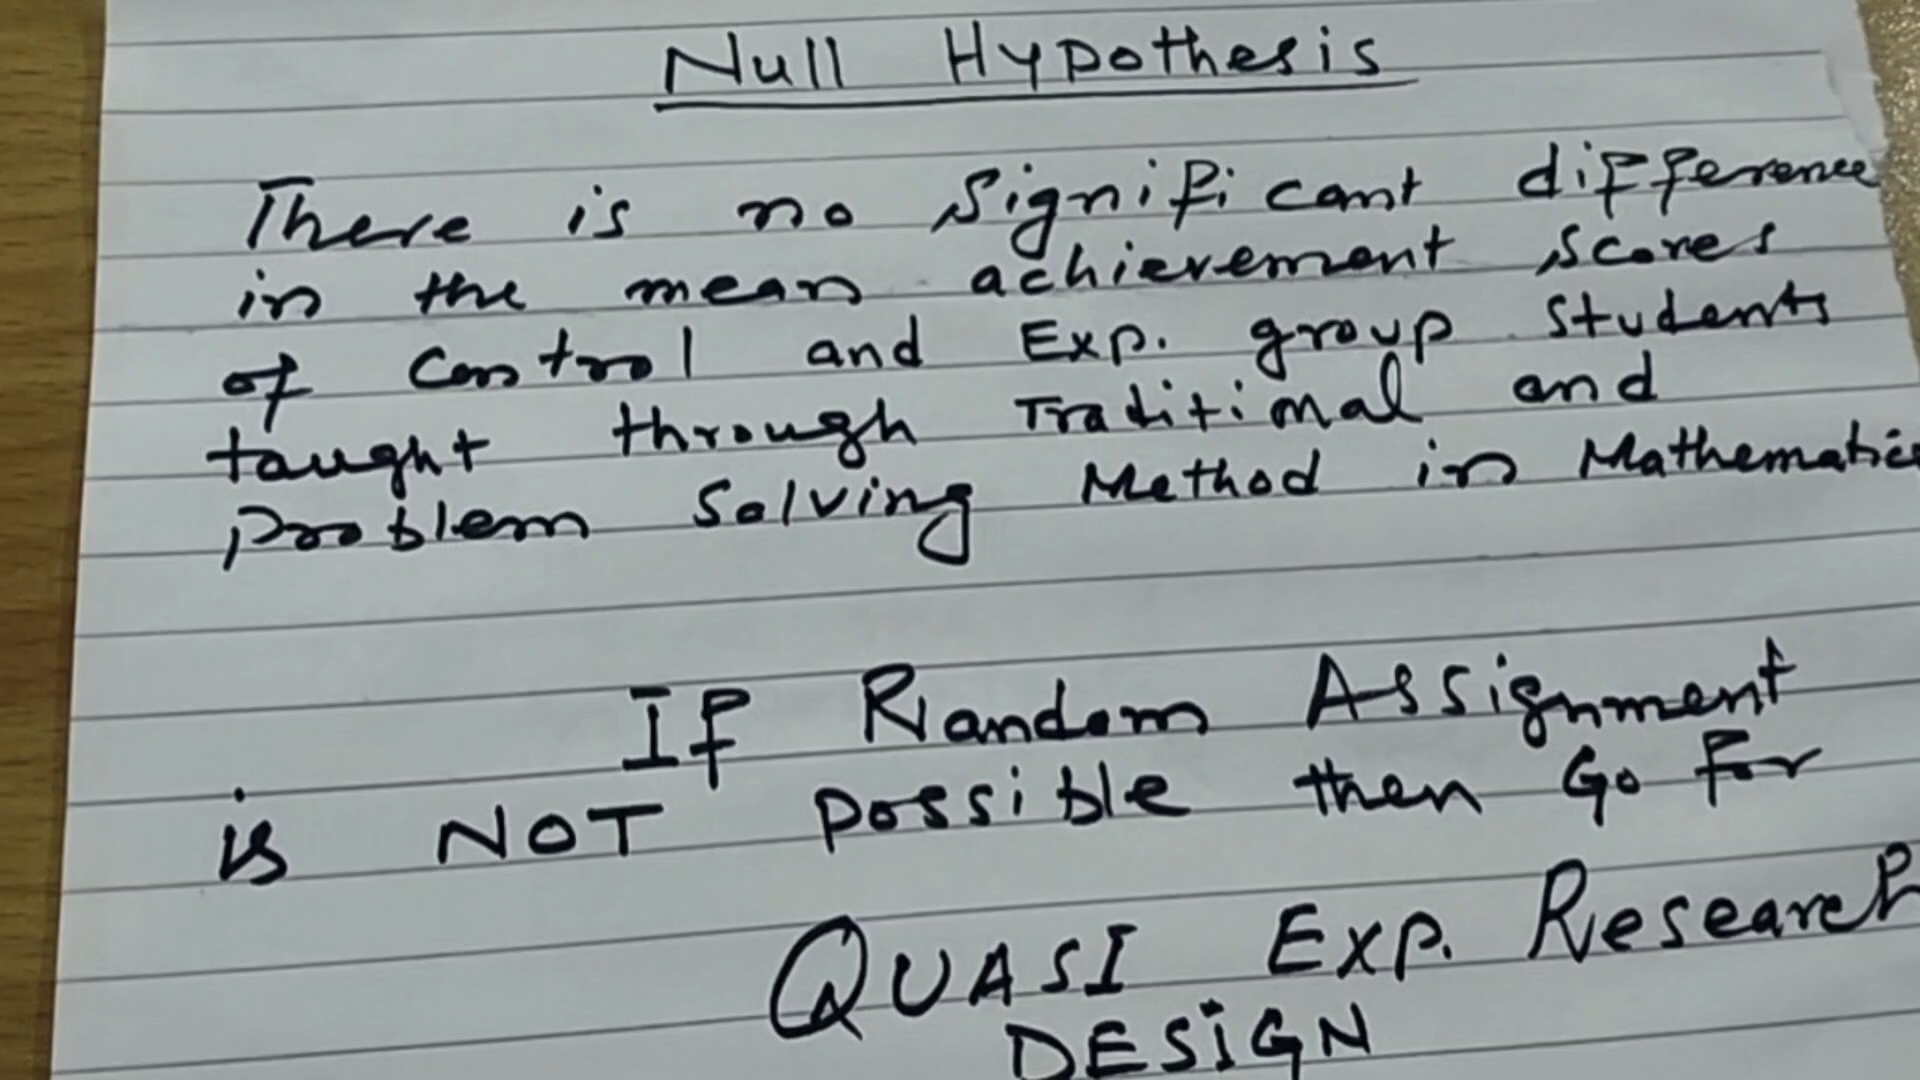 Null Hypothesis
There is no significant difference
in the mean achievement scores
of control and Exp. group students
taught through Traditional and
problem solving Method in Mathematics
If Random Assignment
is NOT possible then Go For
QUASI Exp. Research
DESIGN